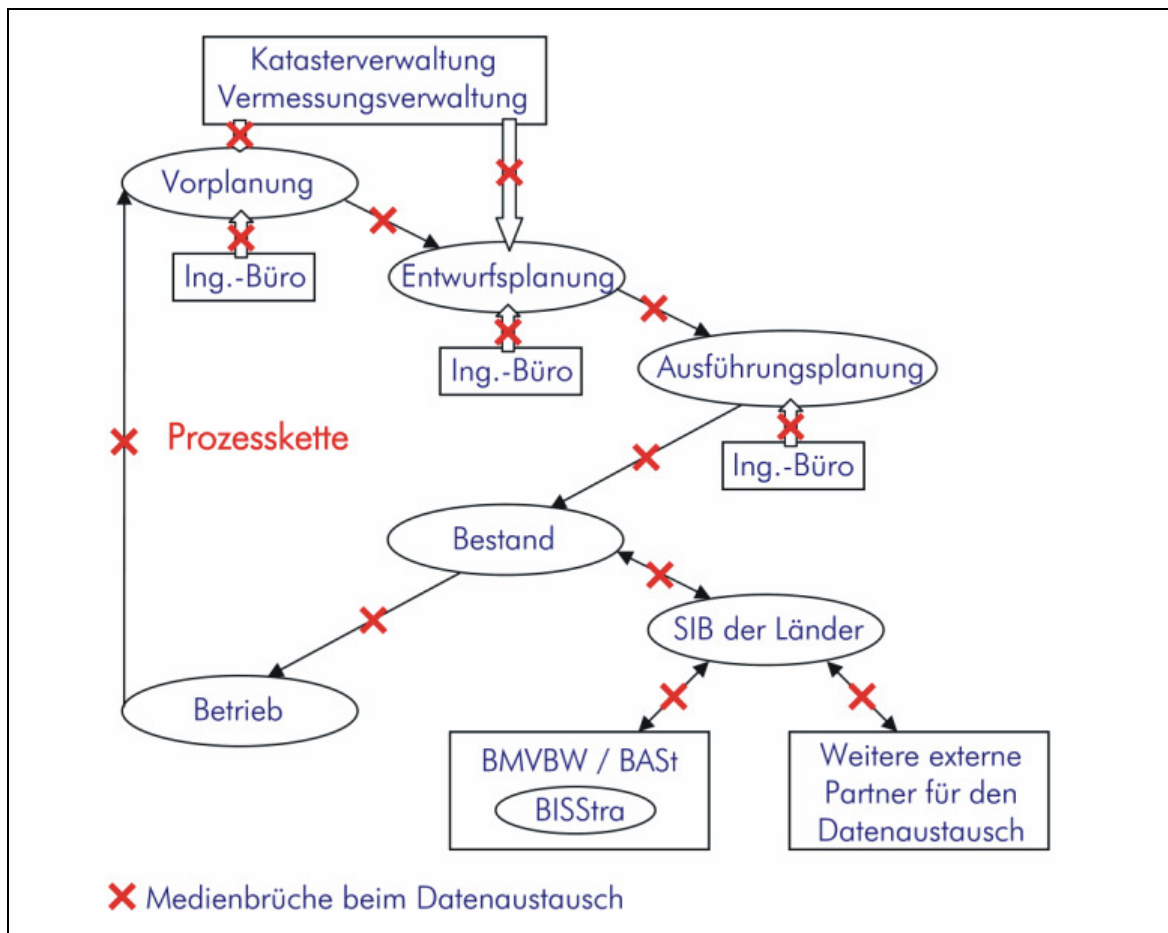 Katasterverwaltung
Vermessungsverwaltung
Vorplanung
Ing.-Büro
Entwurfsplanung
Ing.-Büro
Ausführungsplanung
Ing.-Büro
Prozesskette
Bestand
SIB der Länder
Betrieb
BMVBW / BASt
BISStra
Weitere externe
Partner für den
Datenaustausch
Medienbrüche beim Datenaustausch